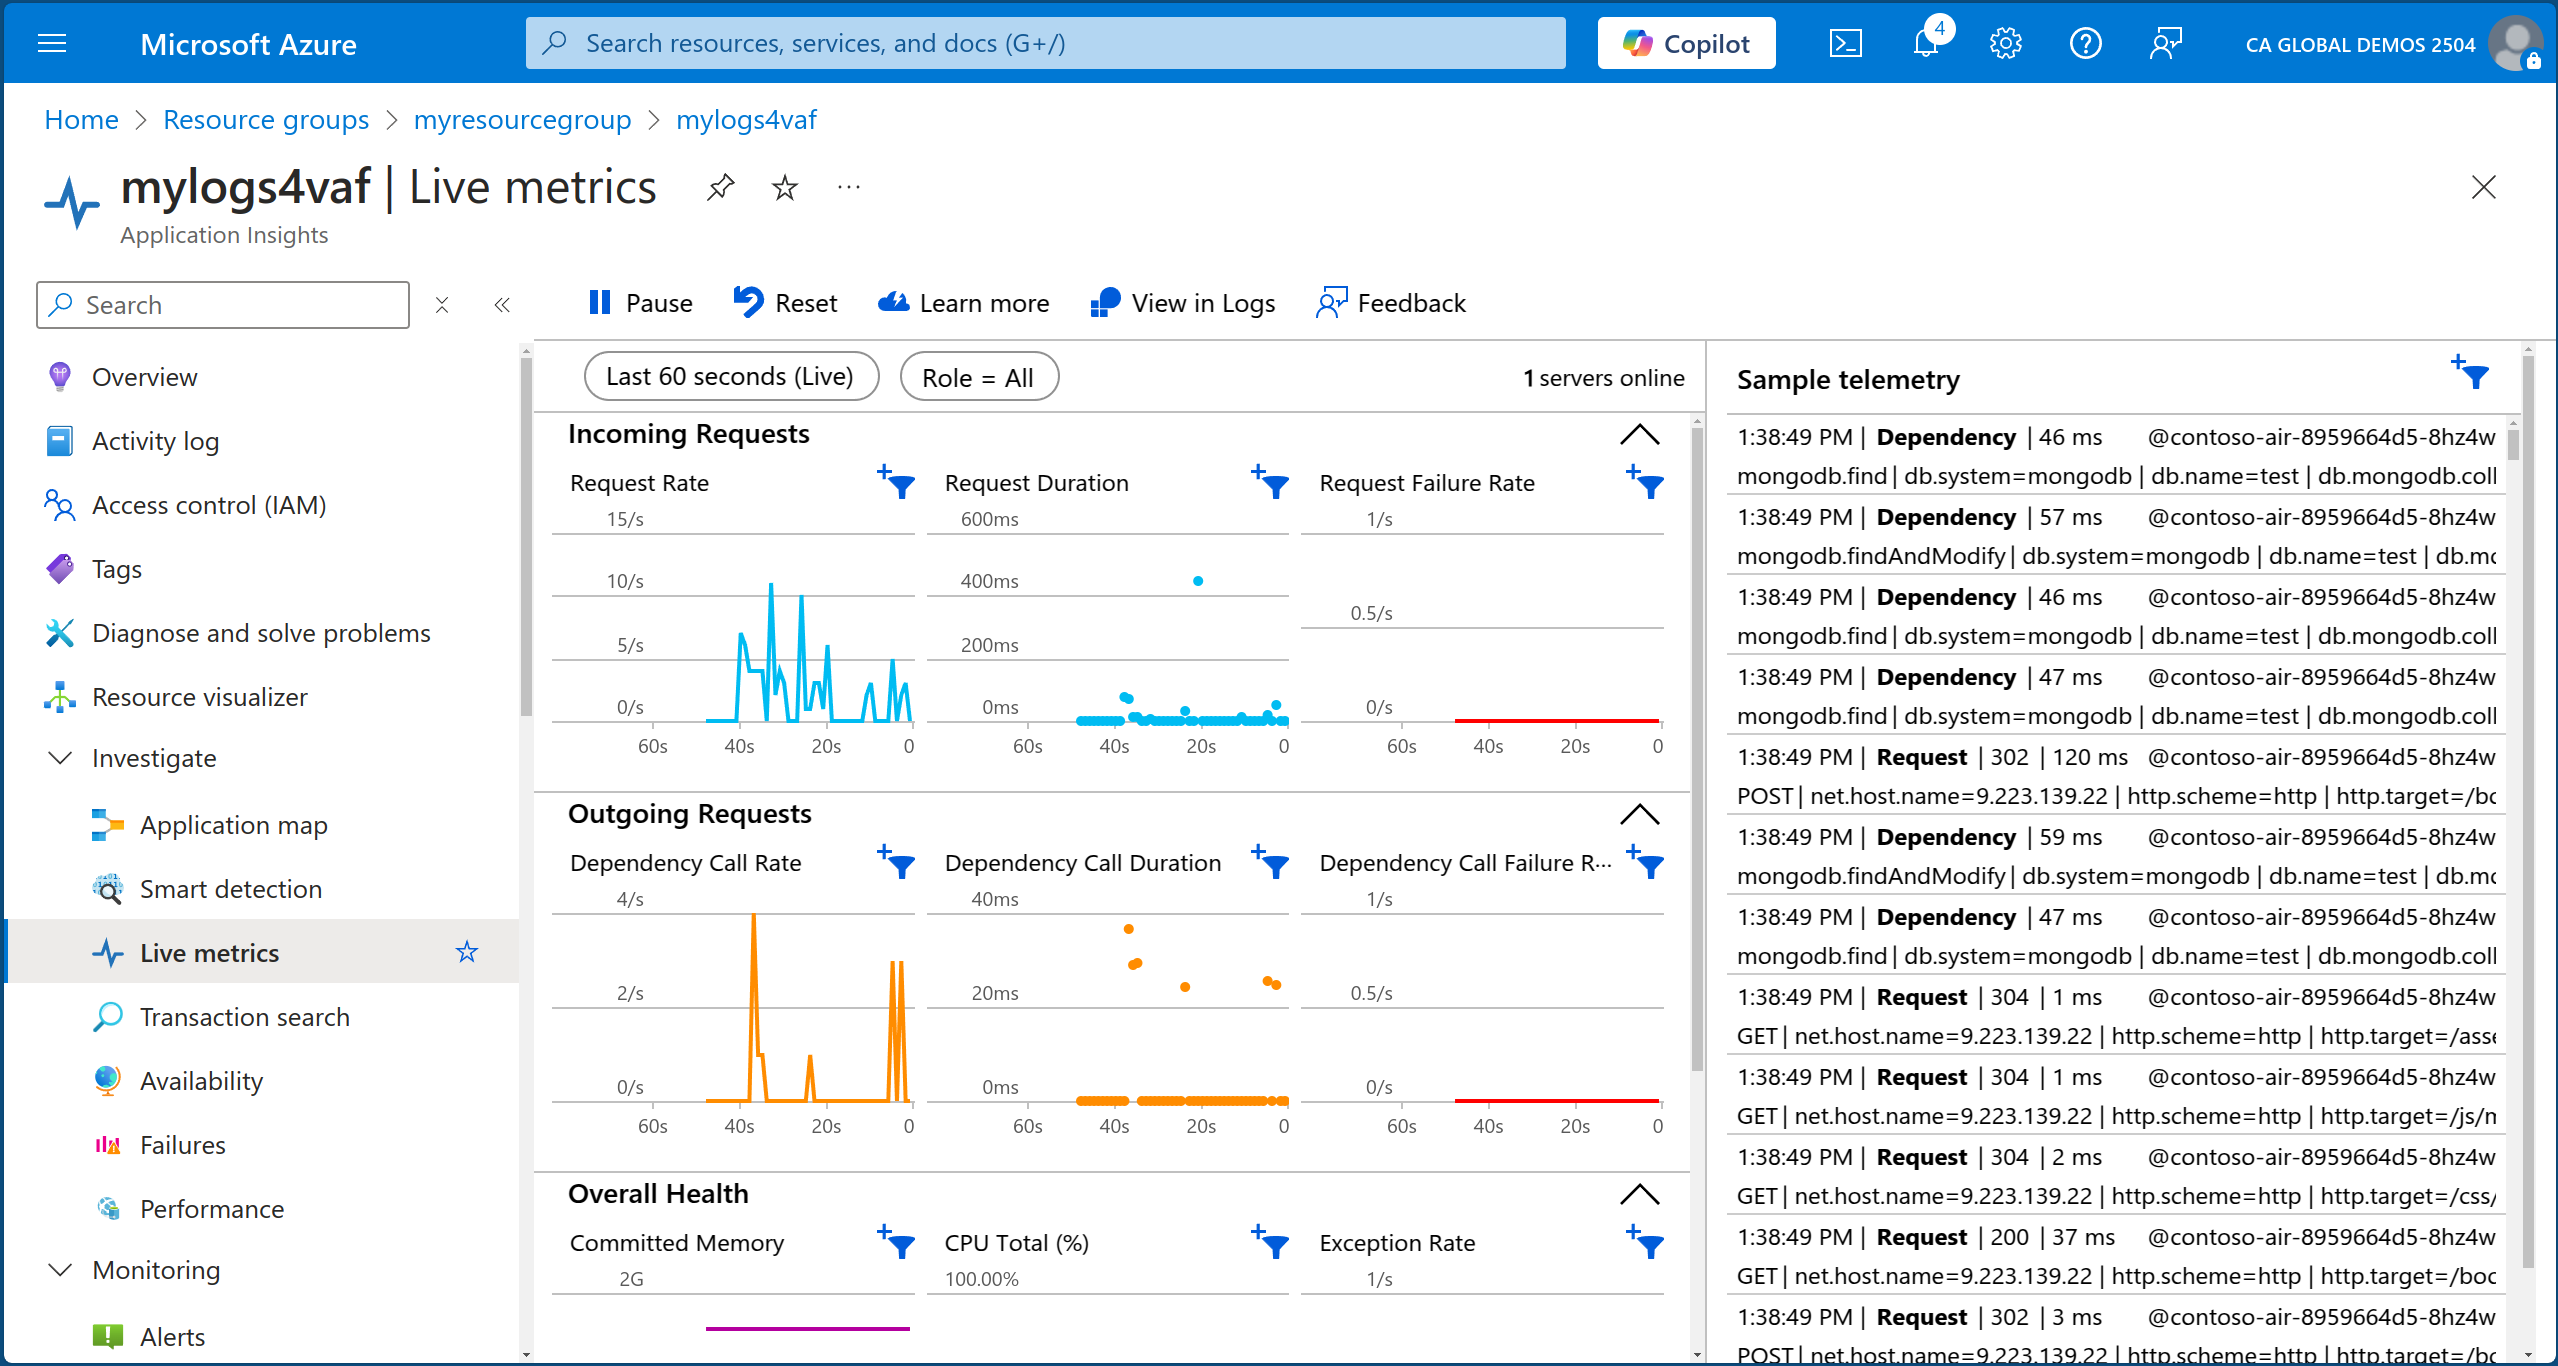 Microsoft Azure
Search resources, services, and docs (G+/)
Copilot
4
CA GLOBAL DEMOS 2504
Home > Resource groups > myresourcegroup > mylogs4vaf
mylogs4vaf | Live metrics
Application Insights
Search
Overview
Activity log
Access control (IAM)
Tags
Diagnose and solve problems
Resource visualizer
Investigate
Application map
Smart detection
Live metrics
Transaction search
Availability
Failures
Performance
Monitoring
Alerts
Pause
Reset
Learn more
View in Logs
Feedback
Last 60 seconds (Live)
Role = All
1 servers online
Incoming Requests
Request Rate
15/s
10/s
5/s
0/s
60s 40s 20s 0
Request Duration
600ms
400ms
200ms
0ms
60s 40s 20s 0
Request Failure Rate
1/s
0.5/s
0/s
60s 40s 20s 0
Outgoing Requests
Dependency Call Rate
4/s
2/s
0/s
60s 40s 20s 0
Dependency Call Duration
40ms
20ms
0ms
60s 40s 20s 0
Dependency Call Failure R...
1/s
0.5/s
0/s
60s 40s 20s 0
Overall Health
Committed Memory
2G
CPU Total (%)
100.00%
Exception Rate
1/s
Sample telemetry
1:38:49 PM | Dependency | 46 ms @contoso-air-8959664d5-8hz4w
mongodb.find | db.system=mongodb | db.name=test | db.mongodb.coll
1:38:49 PM | Dependency | 57 ms @contoso-air-8959664d5-8hz4w
mongodb.findAndModify | db.system=mongodb | db.name=test | db.mo
1:38:49 PM | Dependency | 46 ms @contoso-air-8959664d5-8hz4w
mongodb.find | db.system=mongodb | db.name=test | db.mongodb.coll
1:38:49 PM | Dependency | 47 ms @contoso-air-8959664d5-8hz4w
mongodb.find | db.system=mongodb | db.name=test | db.mongodb.coll
1:38:49 PM | Request | 302 | 120 ms @contoso-air-8959664d5-8hz4w
POST | net.host.name=9.223.139.22 | http.scheme=http | http.target=/bo
1:38:49 PM | Dependency | 59 ms @contoso-air-8959664d5-8hz4w
mongodb.findAndModify | db.system=mongodb | db.name=test | db.mo
1:38:49 PM | Dependency | 47 ms @contoso-air-8959664d5-8hz4w
mongodb.find | db.system=mongodb | db.name=test | db.mongodb.coll
1:38:49 PM | Request | 304 | 1 ms @contoso-air-8959664d5-8hz4w
GET | net.host.name=9.223.139.22 | http.scheme=http | http.target=/asse
1:38:49 PM | Request | 304 | 1 ms @contoso-air-8959664d5-8hz4w
GET | net.host.name=9.223.139.22 | http.scheme=http | http.target=/js/m
1:38:49 PM | Request | 304 | 2 ms @contoso-air-8959664d5-8hz4w
GET | net.host.name=9.223.139.22 | http.scheme=http | http.target=/css/
1:38:49 PM | Request | 200 | 37 ms @contoso-air-8959664d5-8hz4w
GET | net.host.name=9.223.139.22 | http.scheme=http | http.target=/boo
1:38:49 PM | Request | 302 | 3 ms @contoso-air-8959664d5-8hz4w
POST | net.host.name=9.223.139.22 | http.scheme=http | http.target=/bo